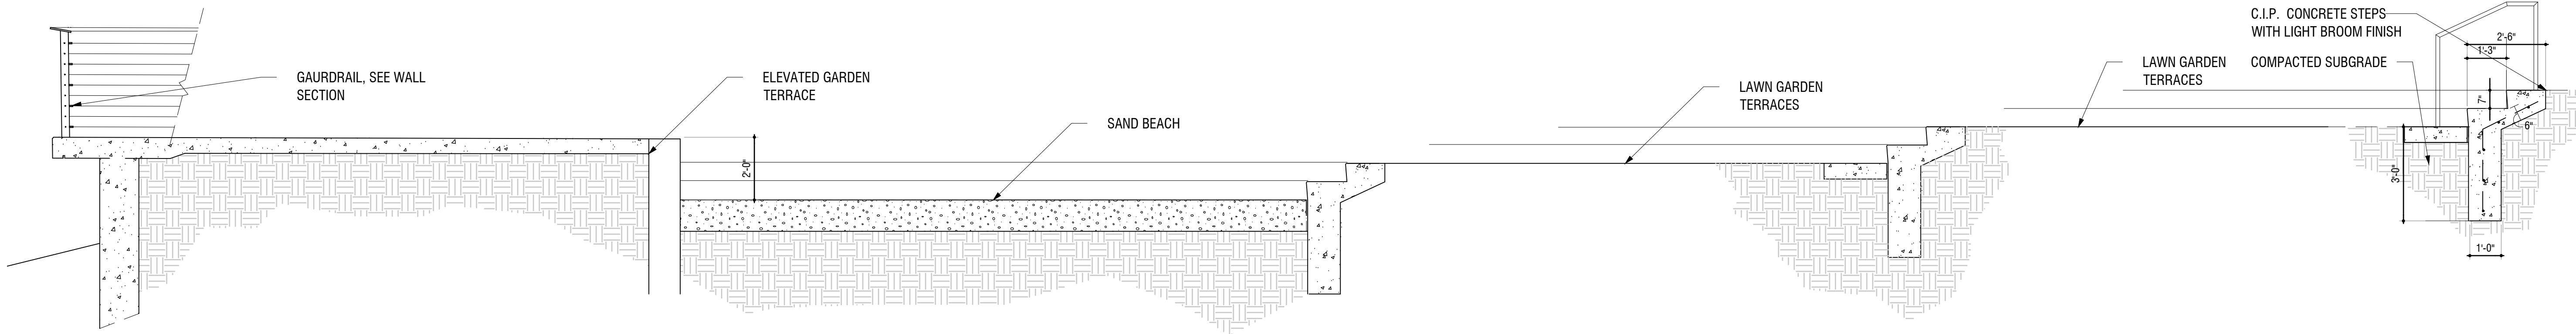 GAURDRAIL, SEE WALL
SECTION
ELEVATED GARDEN
TERRACE
2'-0"
SAND BEACH
LAWN GARDEN
TERRACES
LAWN GARDEN
TERRACES
C.I.P. CONCRETE STEPS
WITH LIGHT BROOM FINISH
COMPACTED SUBGRADE
2'-6"
1'-3"
7"
6"
3'-0"
1'-0"